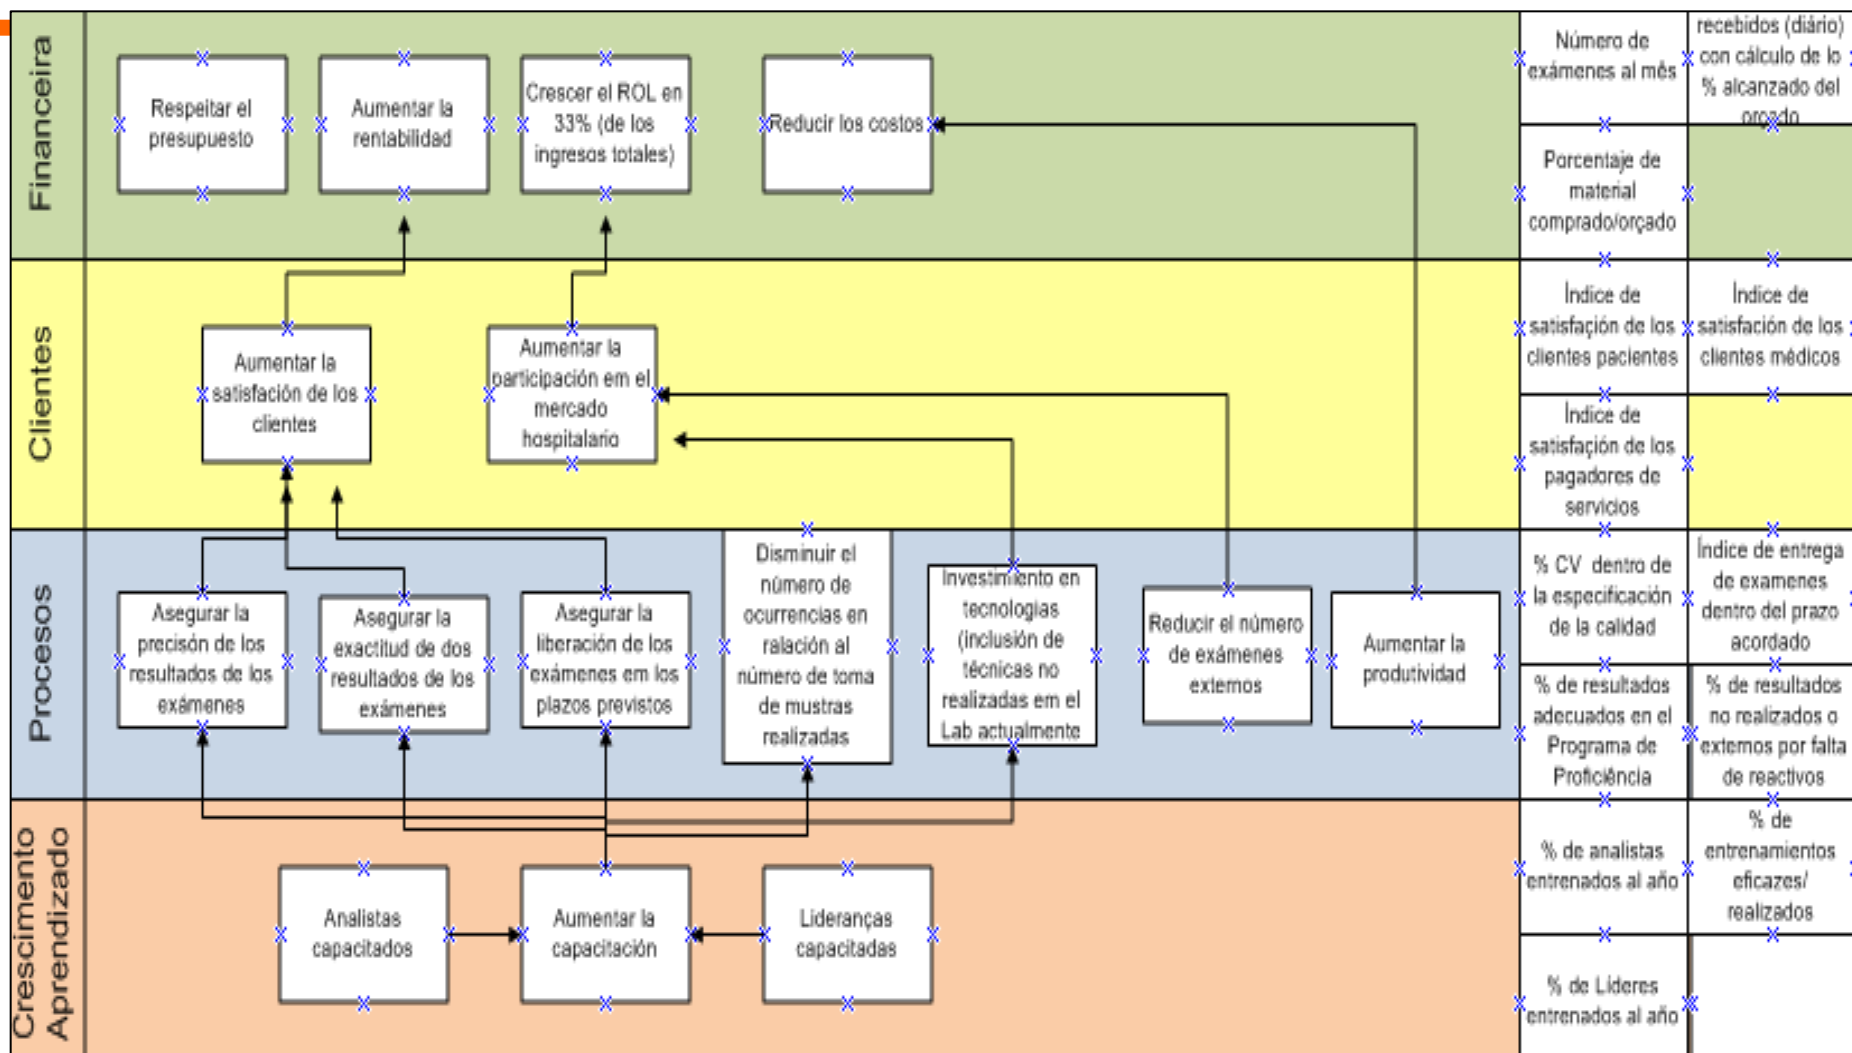 Financeira
Respeitar el
presupuesto
Aumentar la
rentabilidad
Crescer el ROL en
33% (de los
ingresos totales)
Reducir los costos
Número de
exámenes al mês
recebidos (diário)
con cálculo de lo
% alcanzado del
orçado
Porcentaje de
material
comprado/orçado
Clientes
Aumentar la
satisfación de los
clientes
Aumentar la
participación em el
mercado
hospitalario
Índice de
satisfaçión de los
clientes pacientes
Índice de
satisfación de los
clientes médicos
Índice de
satisfaçión de los
pagadores de
servicios
Procesos
Asegurar la
precisón de los
resultados de los
exámenes
Asegurar la
exactitud de dos
resultados de los
exámenes
Asegurar la
liberación de los
exámenes em los
plazos previstos
Disminuir el
número de
ocurrencias en
ralación al
número de toma
de mustras
realizadas
Investimiento en
tecnologias
(inclusión de
técnicas no
realizadas em el
Lab actualmente
Reducir el número
de exámenes
externos
Aumentar la
produtividad
% CV dentro de
la especificación
de la calidad
Índice de entrega
de examenes
dentro del prazo
acordado
% de resultados
adecuados en el
Programa de
Proficiência
% de resultados
no realizados o
externos por falta
de reactivos
Crescimento
Aprendizado
Analistas
capacitados
Aumentar la
capacitación
Lideranças
capacitadas
% de analistas
entrenados al año
% de
entrenamientos
eficazes/
realizados
% de Líderes
entrenados al año